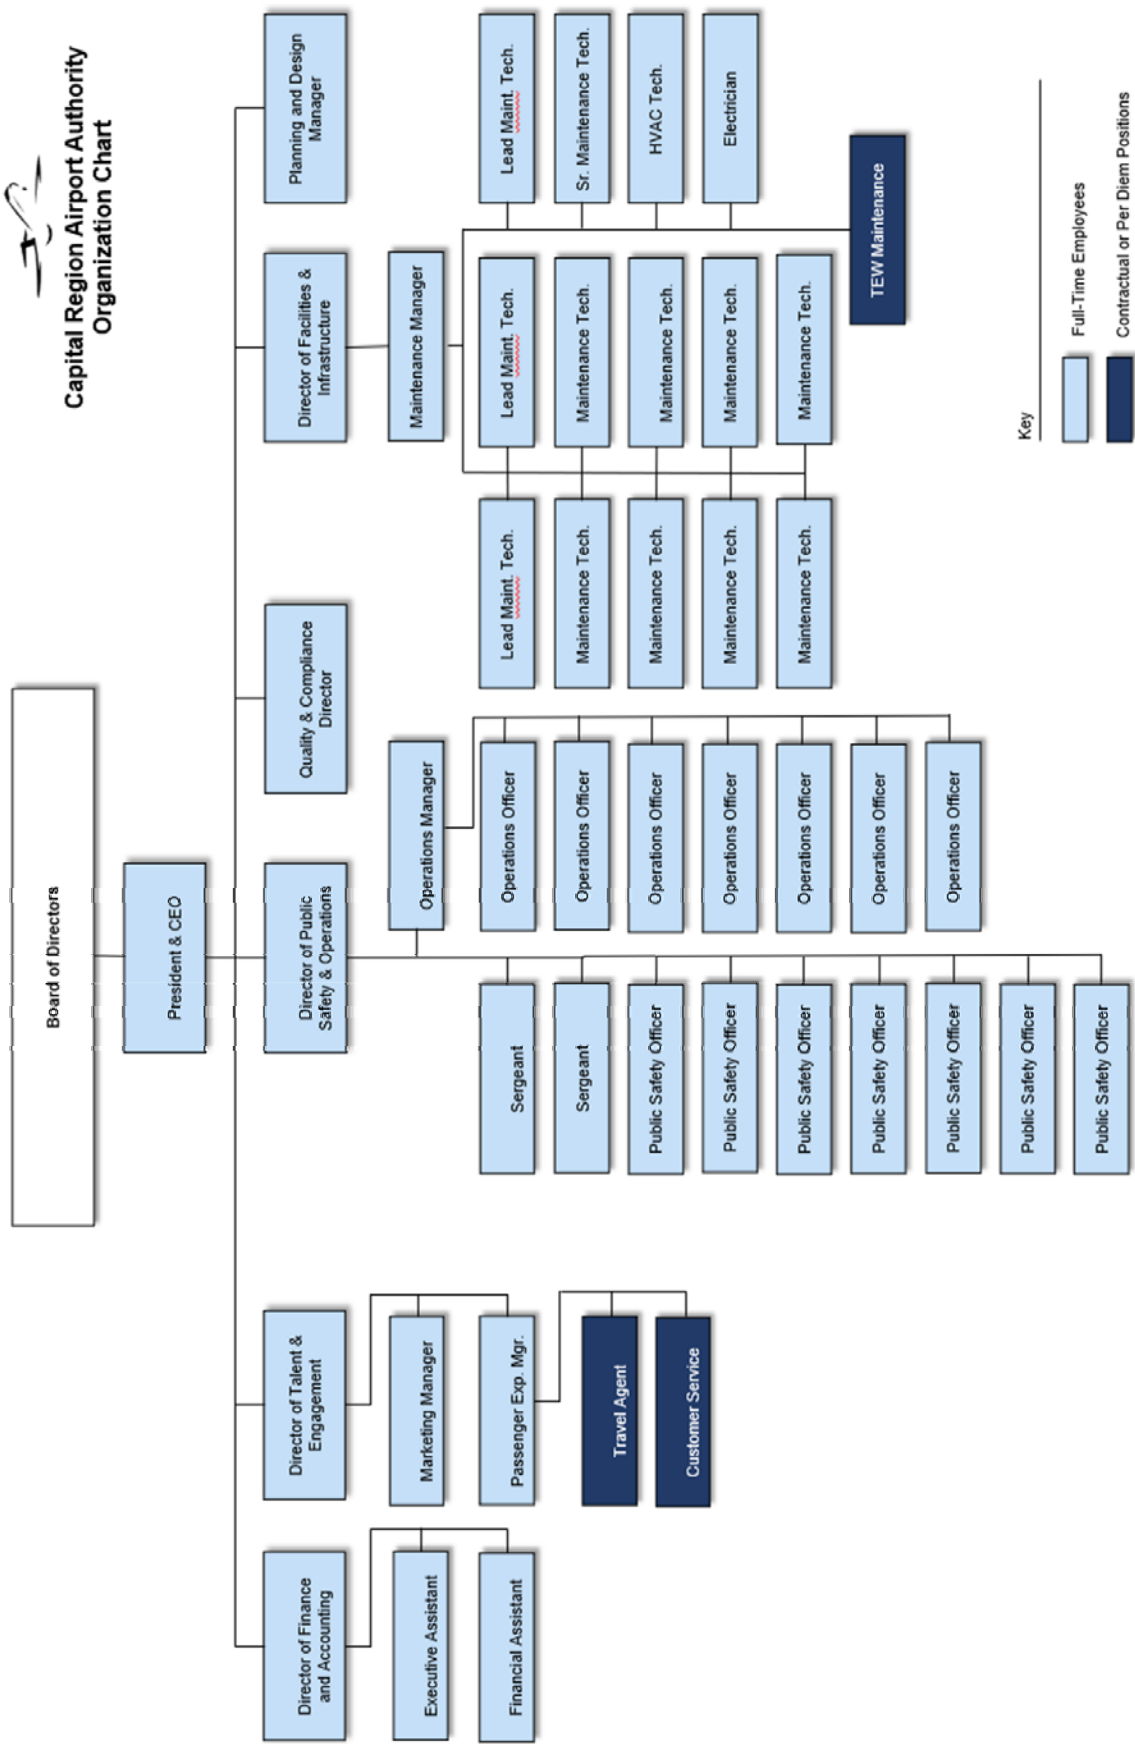 Capital Region Airport Authority
Organization Chart
Board of Directors
President & CEO
Director of Finance
and Accounting
Director of Talent &
Engagement
Director of Public
Safety & Operations
Quality & Compliance
Director
Director of Facilities &
Infrastructure
Planning and Design
Manager
Executive Assistant
Financial Assistant
Marketing Manager
Passenger Exp. Mgr.
Travel Agent
Customer Service
Operations Manager
Sergeant
Sergeant
Public Safety Officer
Public Safety Officer
Public Safety Officer
Public Safety Officer
Public Safety Officer
Public Safety Officer
Public Safety Officer
Operations Officer
Operations Officer
Operations Officer
Operations Officer
Operations Officer
Operations Officer
Operations Officer
Maintenance Manager
Lead Maint. Tech.
Maintenance Tech.
Maintenance Tech.
Maintenance Tech.
Maintenance Tech.
Lead Maint. Tech.
Maintenance Tech.
Maintenance Tech.
Maintenance Tech.
Maintenance Tech.
Lead Maint. Tech.
Sr. Maintenance Tech.
HVAC Tech.
Electrician
TEW Maintenance
Key
Full-Time Employees
Contractual or Per Diem Positions